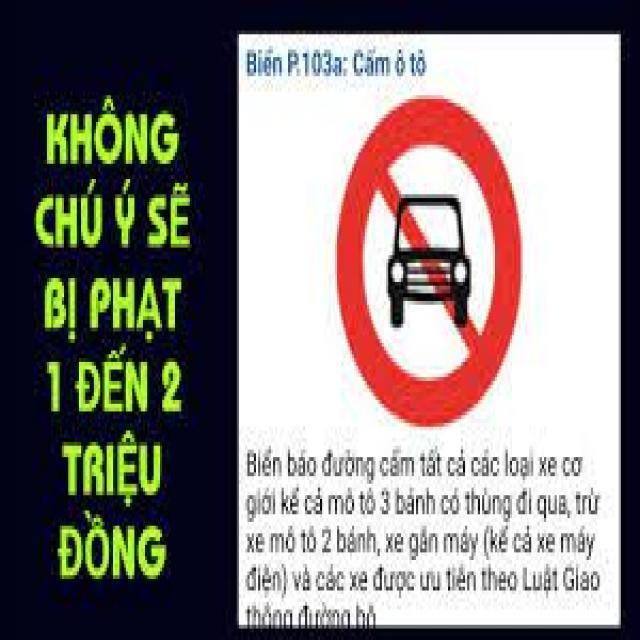 KHÔNG
CHÚ Ý SẼ
BỊ PHẠT
1 ĐẾN 2
TRIỆU
ĐỒNG
Biển P.103a: Cấm ô tô
Biển báo đường cấm tất cả các loại xe cơ
giới kể cả mô tô 3 bánh có thùng đi qua, trừ
xe mô tô 2 bánh, xe gắn máy (kể cả xe máy
điện) và các xe được ưu tiên theo Luật Giao
thông đường bộ